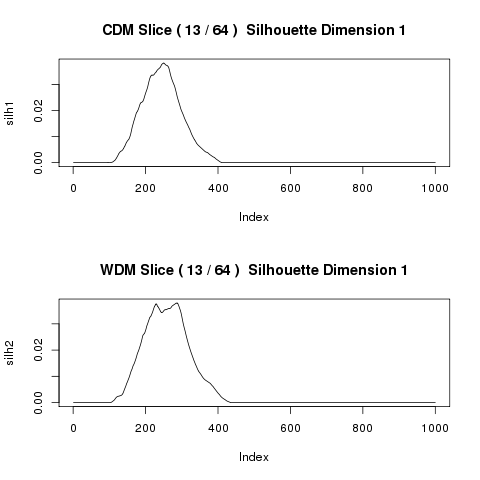 CDM Slice ( 13 / 64 )  Silhouette Dimension 1
silh1
0.02
0.00
0 200 400 600 800 1000
Index
WDM Slice ( 13 / 64 )  Silhouette Dimension 1
silh2
0.02
0.00
0 200 400 600 800 1000
Index